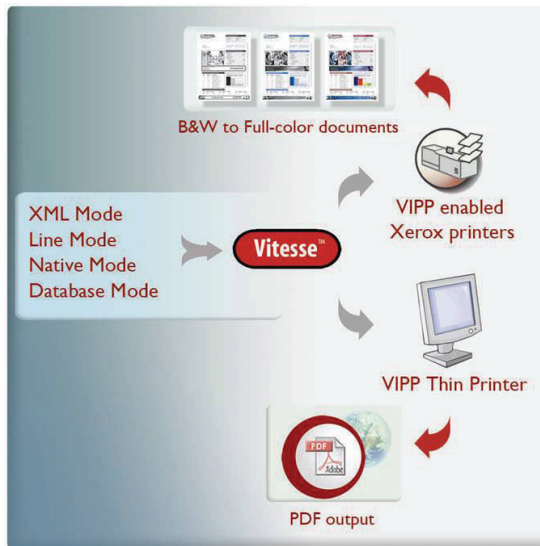 B&W to Full-color documents
XML Mode
Line Mode
Native Mode
Database Mode
Vitesse™
VIPP enabled
Xerox printers
VIPP Thin Printer
PDF
Adobe
PDF output